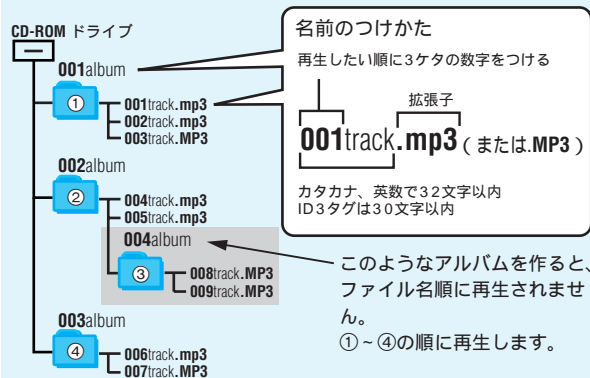 CD-ROM ドライブ
001album
①
001track.mp3
002track.mp3
003track.MP3
002album
②
004track.mp3
005track.mp3
004album
③
008track.MP3
009track.MP3
003album
④
006track.mp3
007track.MP3
名前のつけかた
再生したい順に3ケタの数字をつける
拡張子
001track.mp3 ( または.MP3 )
カタカナ、英数で32文字以内
ID3タグは30文字以内
このようなアルバムを作ると、
ファイル名順に再生されませ
ん。
①~④の順に再生します。